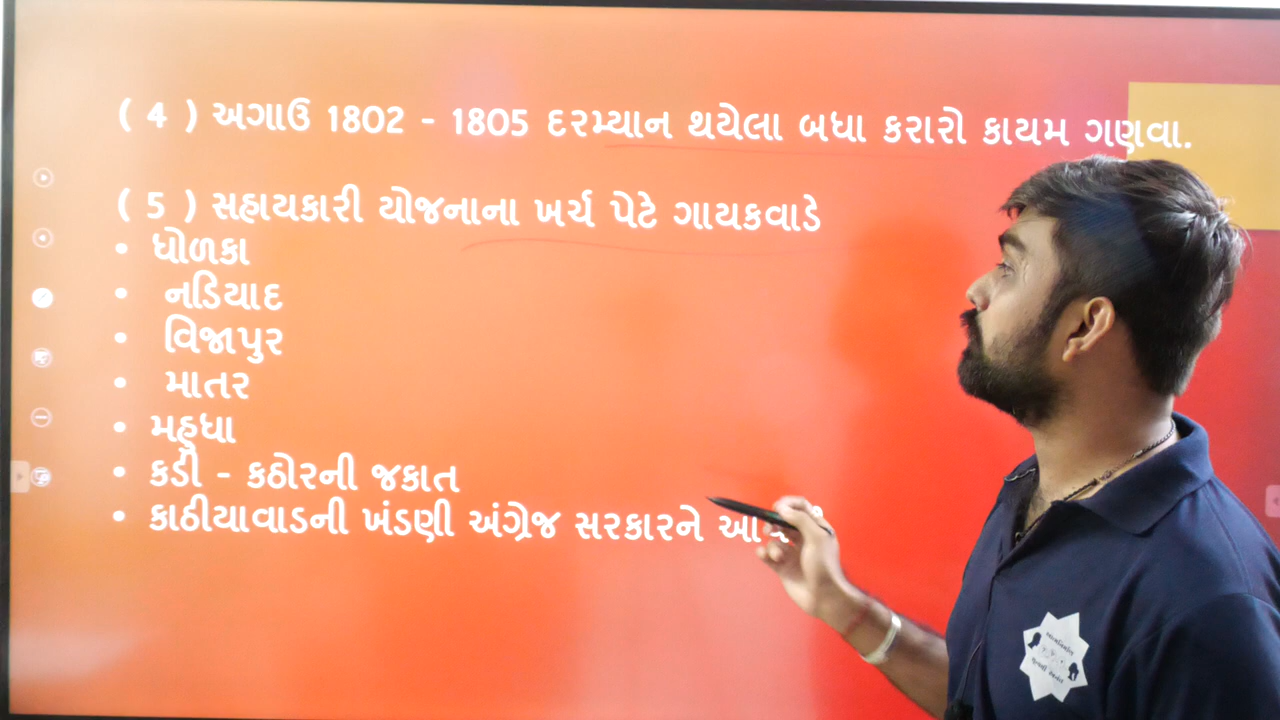 ( 4 ) અગાઉ 1802 - 1805 દરમ્યાન થયેલા બધા કરારો કાયમ ગણવા.
( 5 ) સહાયકારી યોજનાના ખર્ચ પેટે ગાયકવાડે
• ધોળકા
• નડિયાદ
• વિજાપુર
• માતર
• મહુધા
• કડી - કઠોરની જકાત
• કાઠીયાવાડની ખંડણી અંગ્રેજ સરકારને